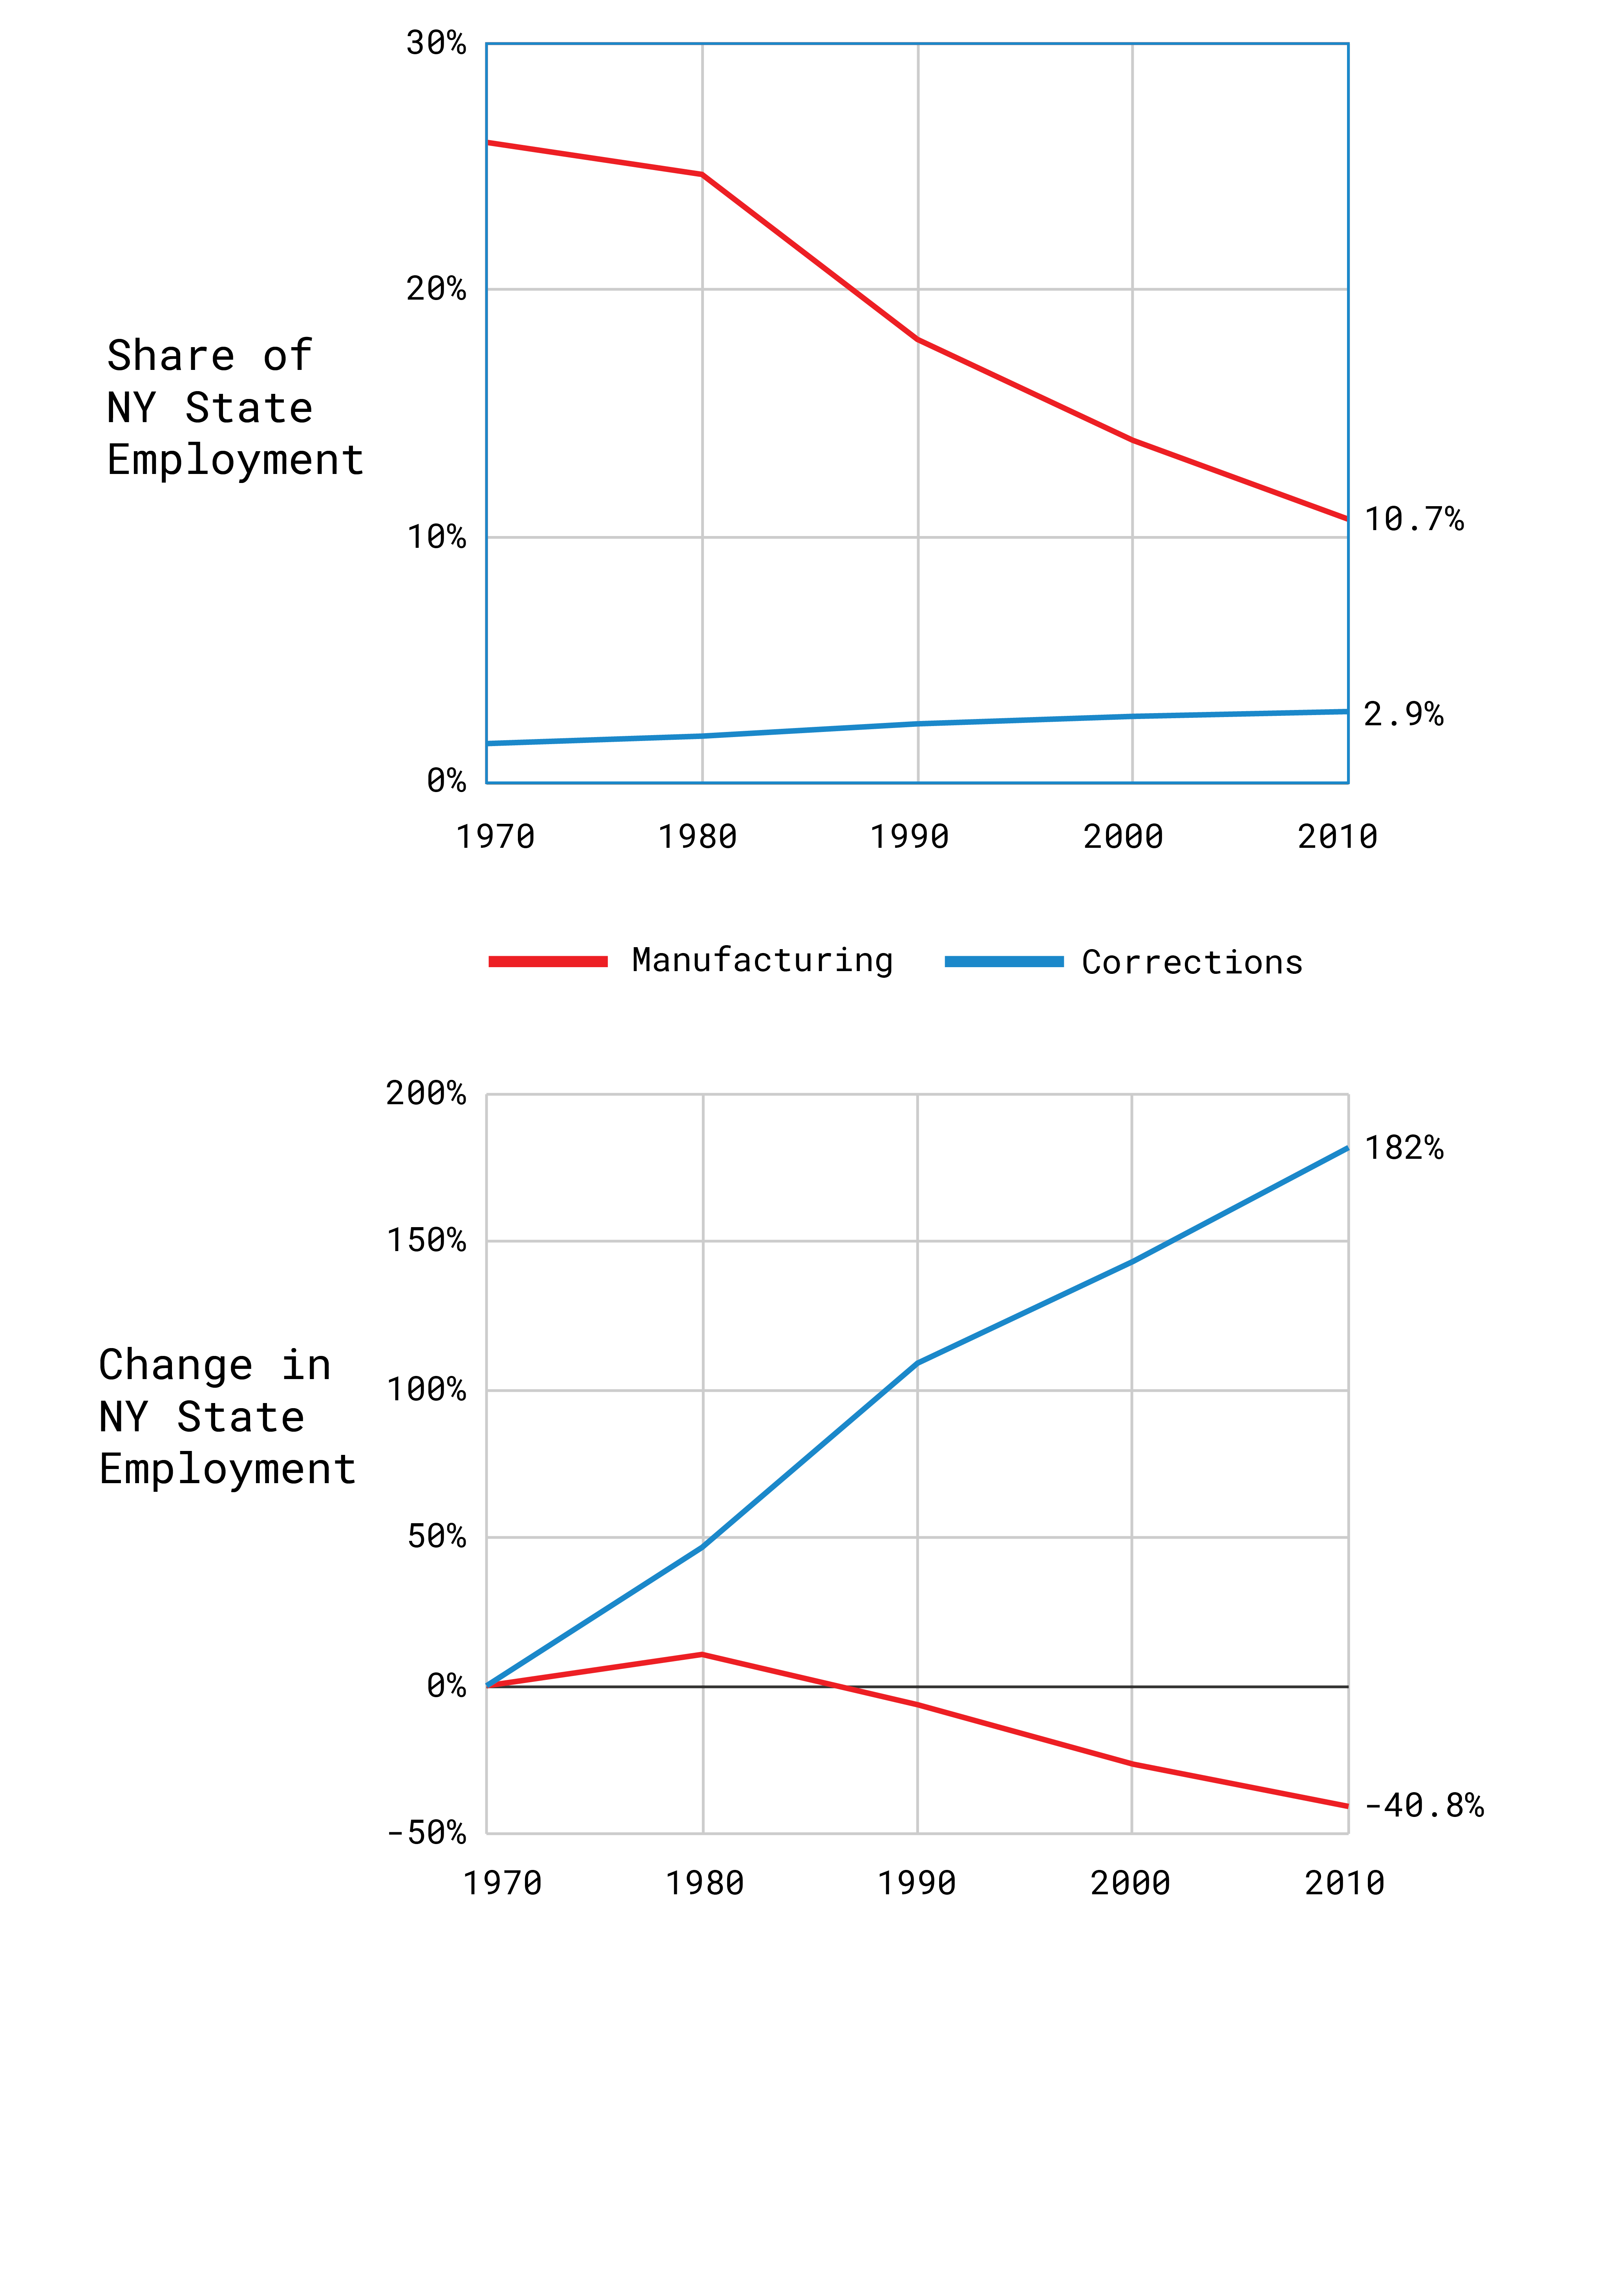 30%
20%
Share of
NY State
Employment
10%
10.7%
2.9%
0%
1970 1980 1990 2000 2010
Manufacturing Corrections
200%
182%
150%
Change in
NY State
Employment
100%
50%
0%
-40.8%
-50%
1970 1980 1990 2000 2010